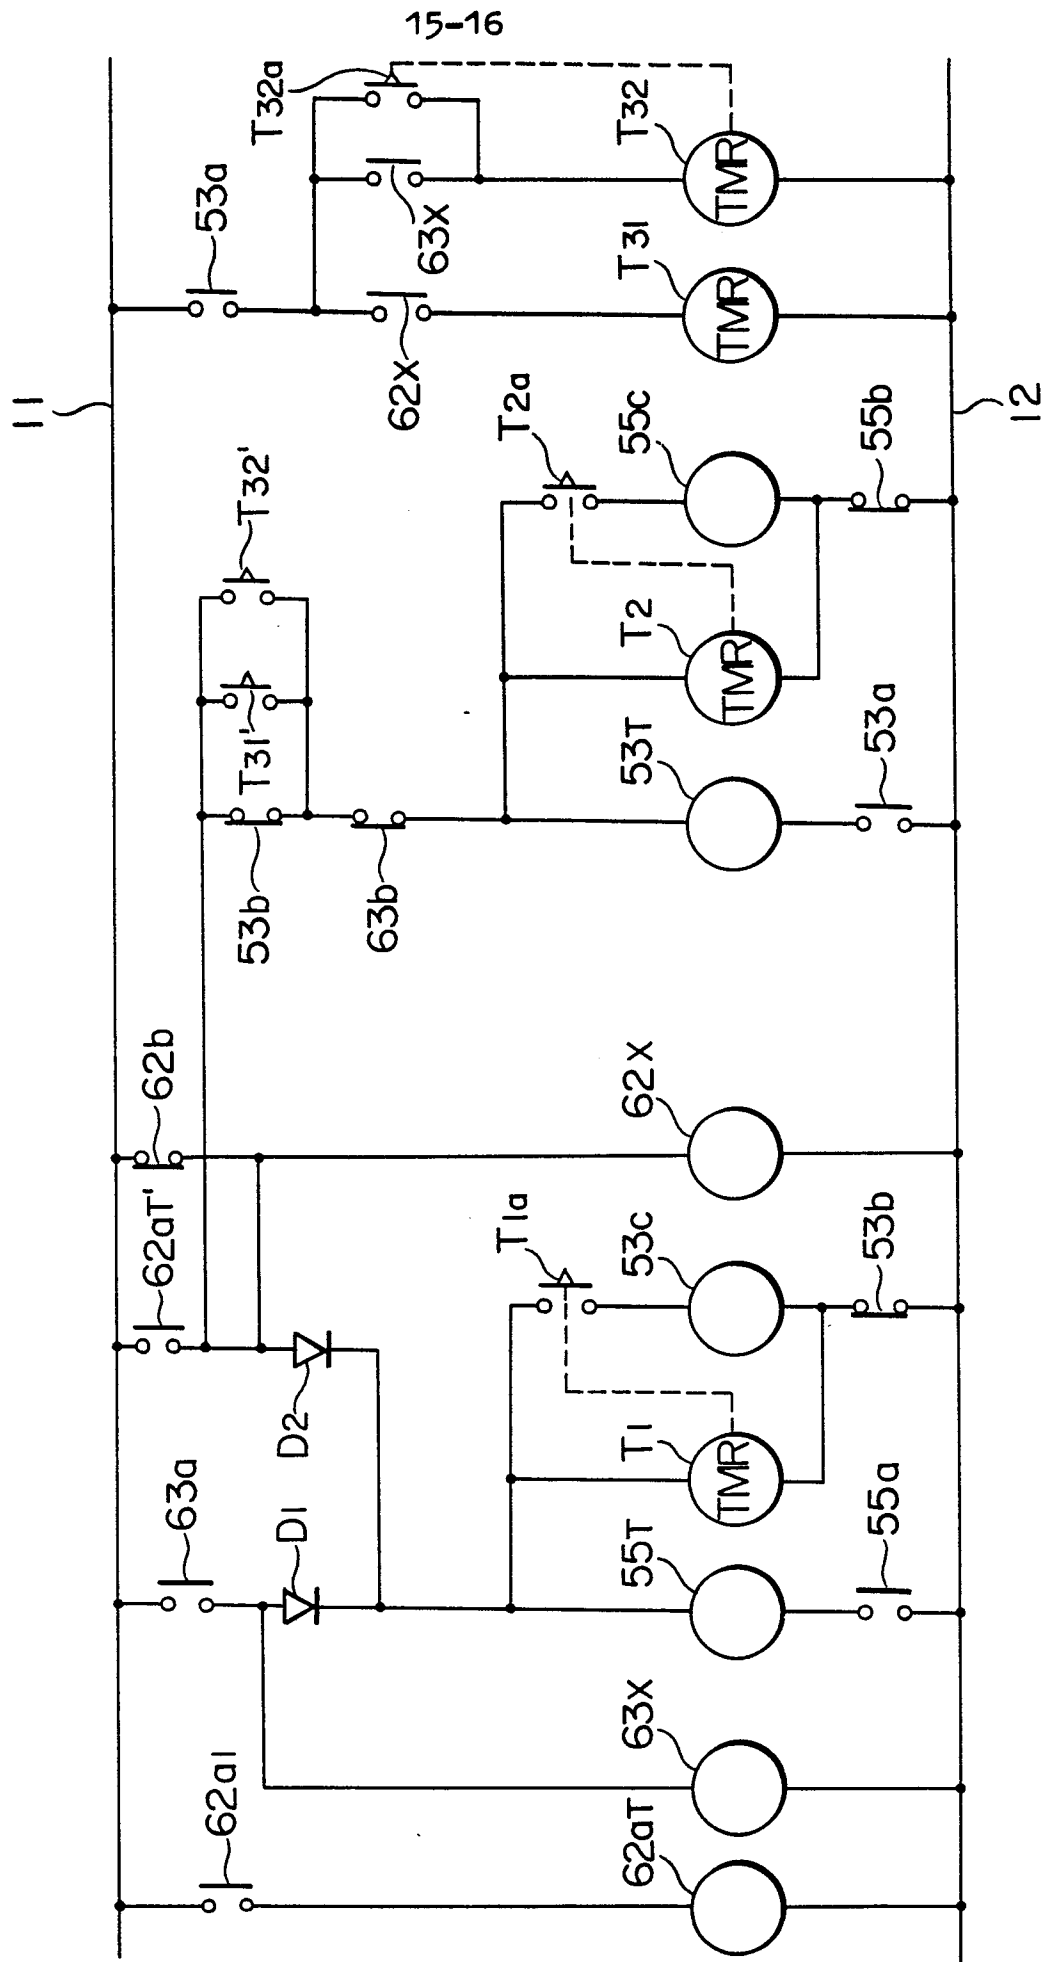 15-16
11
12
62a1
62aT
63X
63a
D1
55T
55a
D2
T1
TMR
T1a
53c
53b
62aT'
62b
62X
53b
63b
T31'
T32'
53T
53a
T2
TMR
T2a
55c
55b
53a
62X
63X
T32a
T31
TMR
T32
TMR